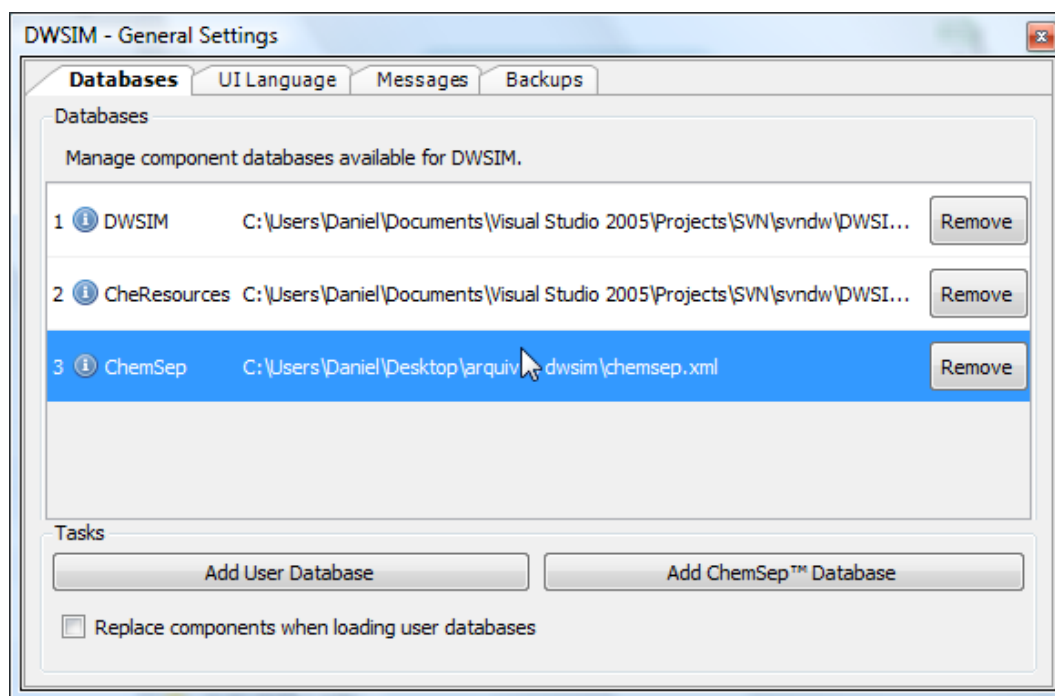 DWSIM - General Settings
Databases UI Language Messages Backups
Databases
Manage component databases available for DWSIM.
1 DWSIM C:\Users\Daniel\Documents\Visual Studio 2005\Projects\SVN\svndw\DWSI... Remove
2 CheResources C:\Users\Daniel\Documents\Visual Studio 2005\Projects\SVN\svndw\DWSI... Remove
3 ChemSep C:\Users\Daniel\Desktop\arquiv dwsim\chemsep.xml Remove
Tasks
Add User Database Add ChemSep™ Database
Replace components when loading user databases